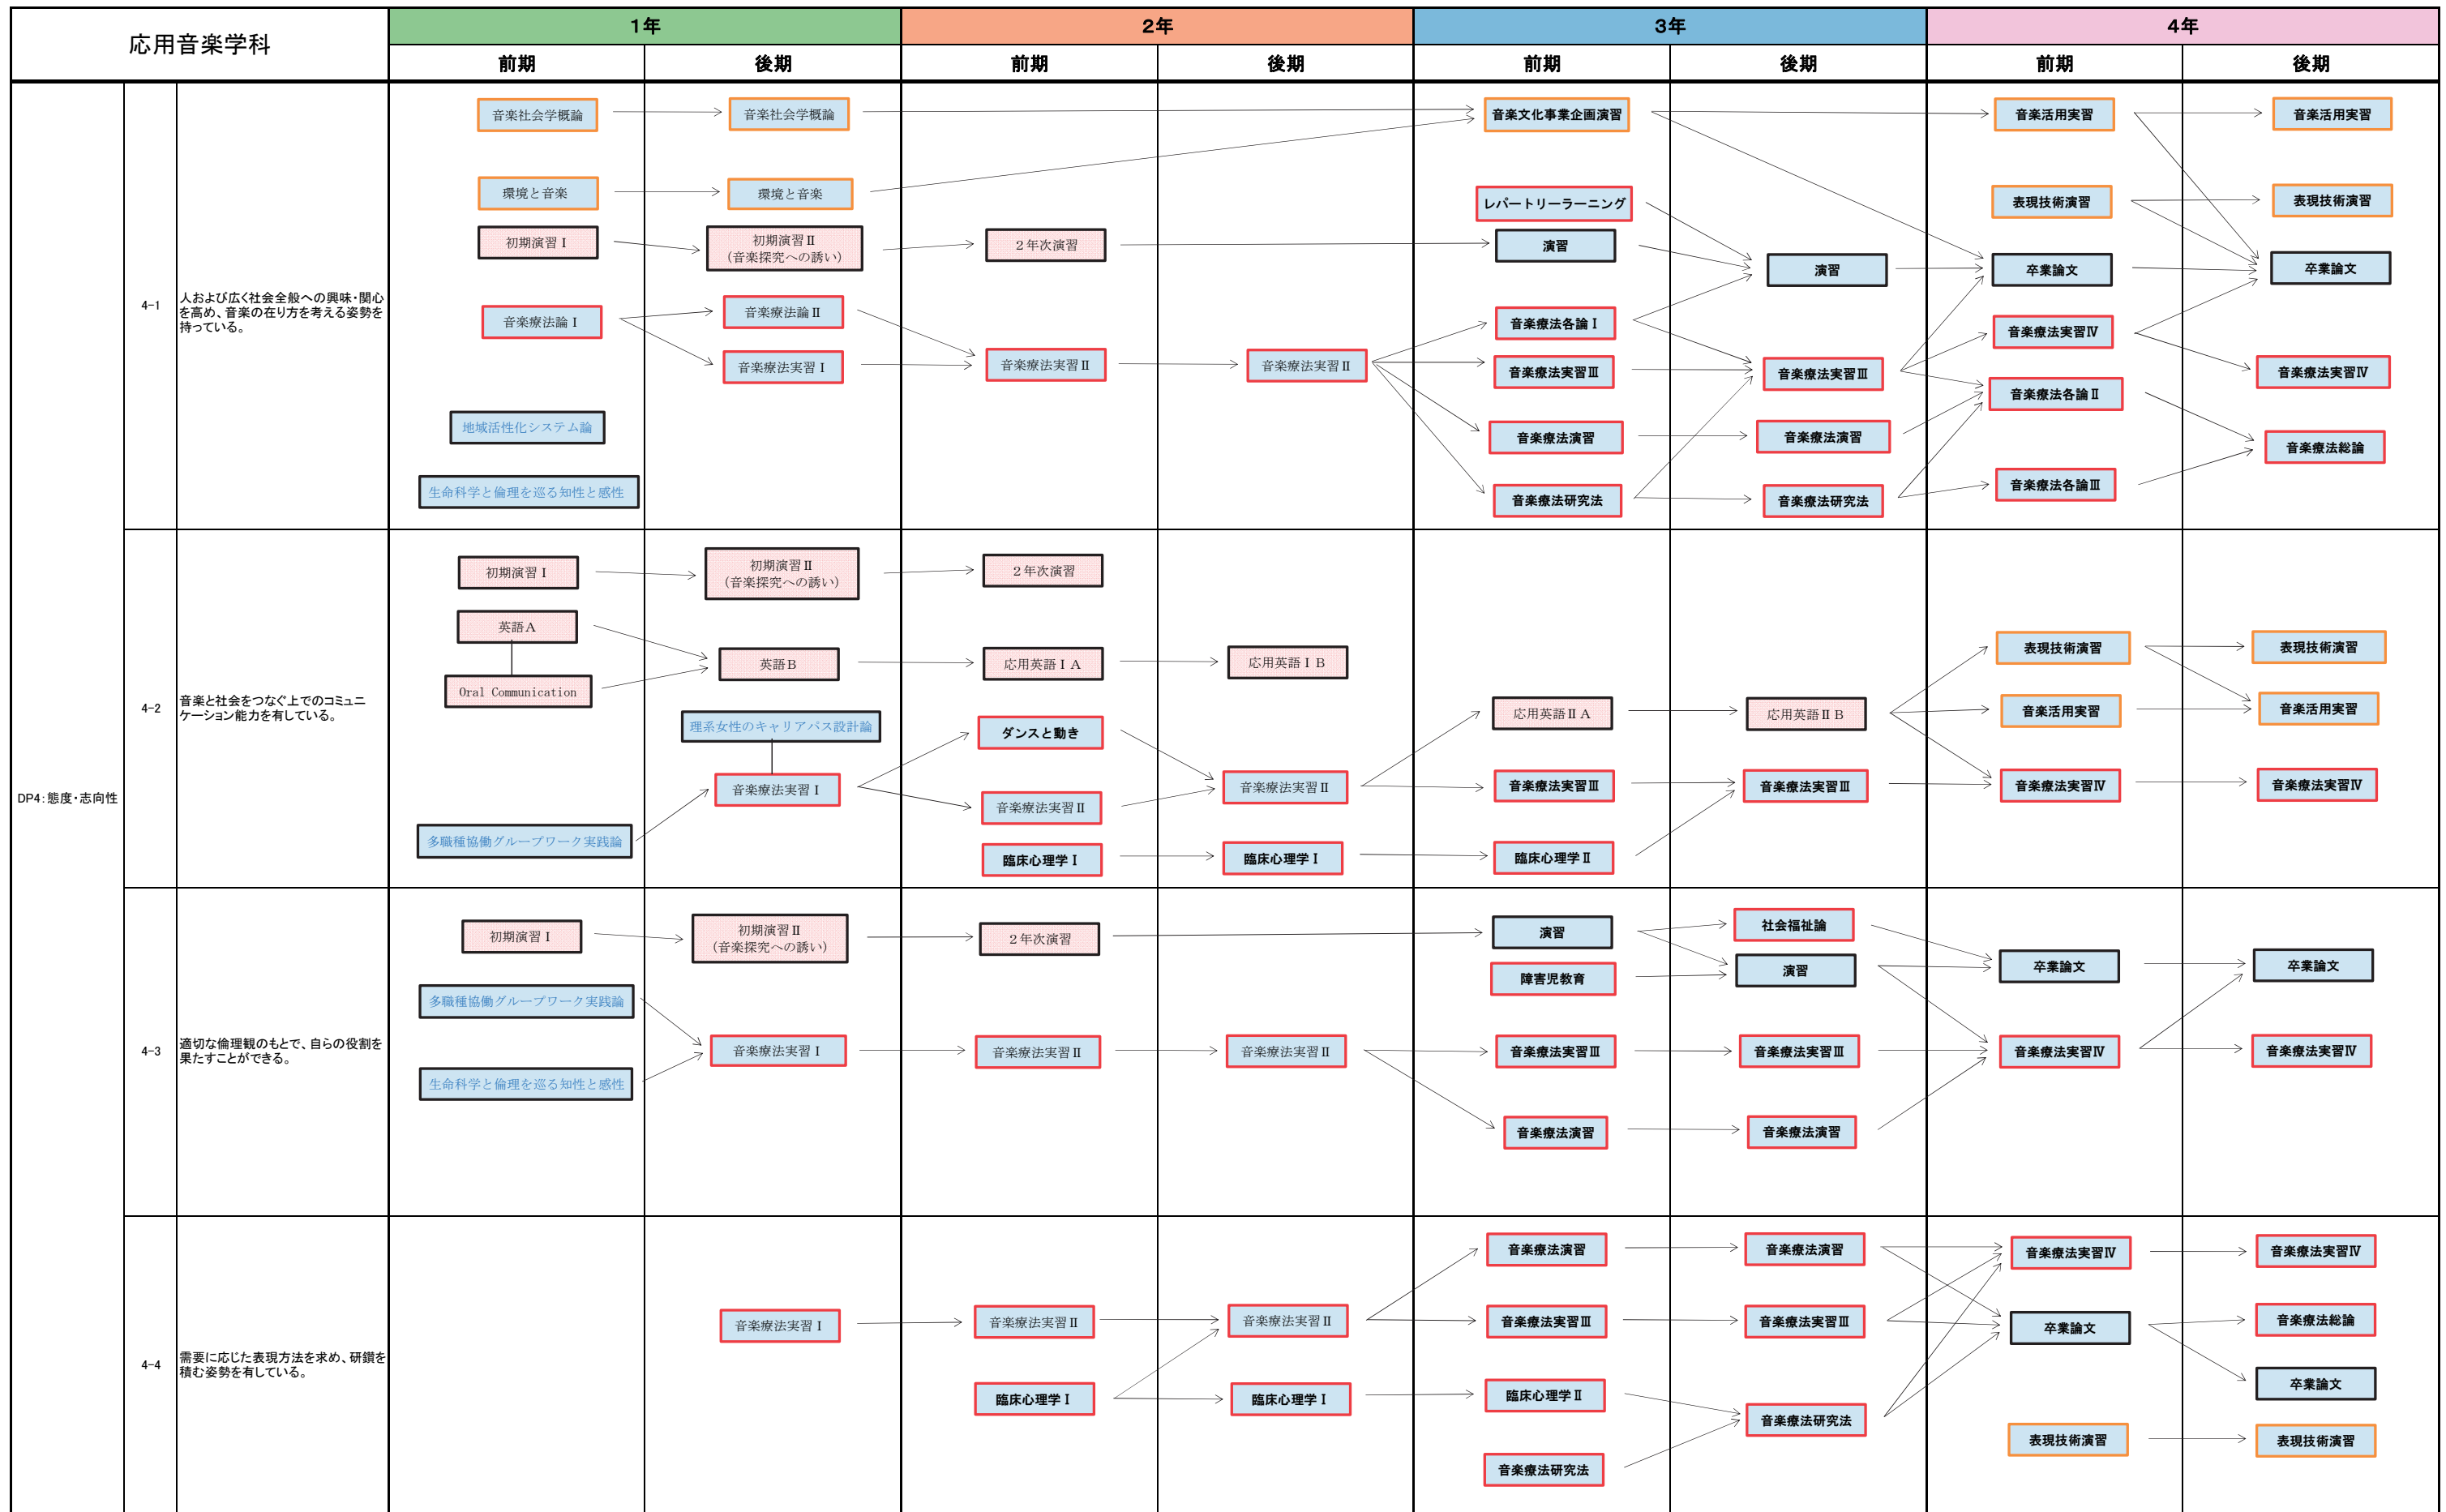 応用音楽学科
1年
2年
3年
4年
前期
後期
前期
後期
前期
後期
前期
後期
DP4:態度・志向性
4-1
人および広く社会全般への興味・関心
を高め、音楽の在り方を考える姿勢を
持っている。
音楽社会学概論
音楽社会学概論
音楽文化事業企画演習
音楽活用実習
音楽活用実習
環境と音楽
環境と音楽
レパートリーラーニング
表現技術演習
表現技術演習
初期演習Ⅰ
初期演習Ⅱ
(音楽探究への誘い)
2年次演習
演習
演習
卒業論文
卒業論文
音楽療法論Ⅰ
音楽療法論Ⅱ
音楽療法各論Ⅰ
音楽療法実習Ⅳ
音楽療法実習Ⅰ
音楽療法実習Ⅱ
音楽療法実習Ⅱ
音楽療法実習Ⅲ
音楽療法実習Ⅲ
音楽療法各論Ⅱ
音楽療法実習Ⅳ
地域活性化システム論
音楽療法演習
音楽療法演習
音楽療法総論
生命科学と倫理を巡る知性と感性
音楽療法研究法
音楽療法研究法
音楽療法各論Ⅲ
4-2
音楽と社会をつなぐ上でのコミュニ
ケーション能力を有している。
初期演習Ⅰ
初期演習Ⅱ
(音楽探究への誘い)
2年次演習
英語A
英語B
応用英語ⅠA
応用英語ⅠB
表現技術演習
表現技術演習
Oral Communication
理系女性のキャリアパス設計論
ダンスと動き
応用英語ⅡA
応用英語ⅡB
音楽活用実習
音楽活用実習
音楽療法実習Ⅰ
音楽療法実習Ⅱ
音楽療法実習Ⅱ
音楽療法実習Ⅲ
音楽療法実習Ⅲ
音楽療法実習Ⅳ
音楽療法実習Ⅳ
多職種協働グループワーク実践論
臨床心理学Ⅰ
臨床心理学Ⅰ
臨床心理学Ⅱ
4-3
適切な倫理観のもとで、自らの役割を
果たすことができる。
初期演習Ⅰ
初期演習Ⅱ
(音楽探究への誘い)
2年次演習
演習
社会福祉論
卒業論文
卒業論文
多職種協働グループワーク実践論
障害児教育
演習
音楽療法実習Ⅰ
音楽療法実習Ⅱ
音楽療法実習Ⅱ
音楽療法実習Ⅲ
音楽療法実習Ⅲ
音楽療法実習Ⅳ
音楽療法実習Ⅳ
生命科学と倫理を巡る知性と感性
音楽療法演習
音楽療法演習
4-4
需要に応じた表現方法を求め、研鑽を
積む姿勢を有している。
音楽療法演習
音楽療法演習
音楽療法実習Ⅳ
音楽療法実習Ⅳ
音楽療法実習Ⅰ
音楽療法実習Ⅱ
音楽療法実習Ⅱ
音楽療法実習Ⅲ
音楽療法実習Ⅲ
卒業論文
音楽療法総論
臨床心理学Ⅰ
臨床心理学Ⅰ
臨床心理学Ⅱ
音楽療法研究法
卒業論文
音楽療法研究法
表現技術演習
表現技術演習